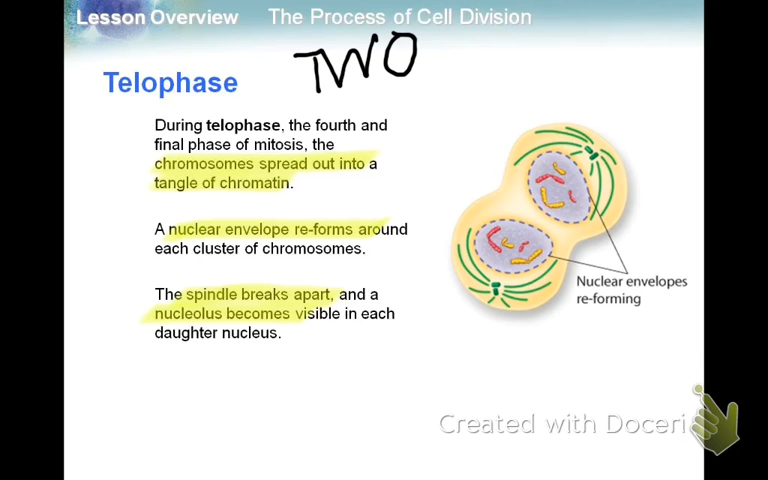 Lesson Overview The Process of Cell Division
TWO
Telophase
During telophase, the fourth and
final phase of mitosis, the
chromosomes spread out into a
tangle of chromatin.
A nuclear envelope re-forms around
each cluster of chromosomes.
The spindle breaks apart, and a
nucleolus becomes visible in each
daughter nucleus.
Nuclear envelopes
re-forming
Created with Doceri